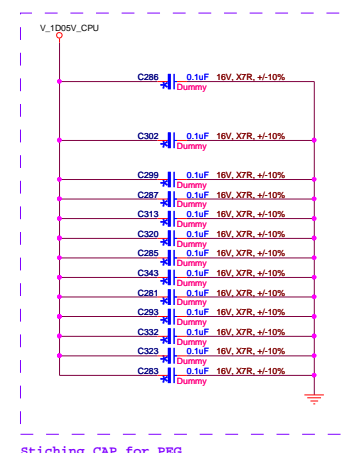 V_1D05V_CPU
C286 0.1uF 16V, X7R, +/-10%
Dummy
C302 0.1uF 16V, X7R, +/-10%
Dummy
C299 0.1uF 16V, X7R, +/-10%
Dummy
C287 0.1uF 16V, X7R, +/-10%
Dummy
C313 0.1uF 16V, X7R, +/-10%
Dummy
C320 0.1uF 16V, X7R, +/-10%
Dummy
C285 0.1uF 16V, X7R, +/-10%
Dummy
C343 0.1uF 16V, X7R, +/-10%
Dummy
C281 0.1uF 16V, X7R, +/-10%
Dummy
C293 0.1uF 16V, X7R, +/-10%
Dummy
C332 0.1uF 16V, X7R, +/-10%
Dummy
C323 0.1uF 16V, X7R, +/-10%
Dummy
C283 0.1uF 16V, X7R, +/-10%
Dummy
Stiching CAP for PEG